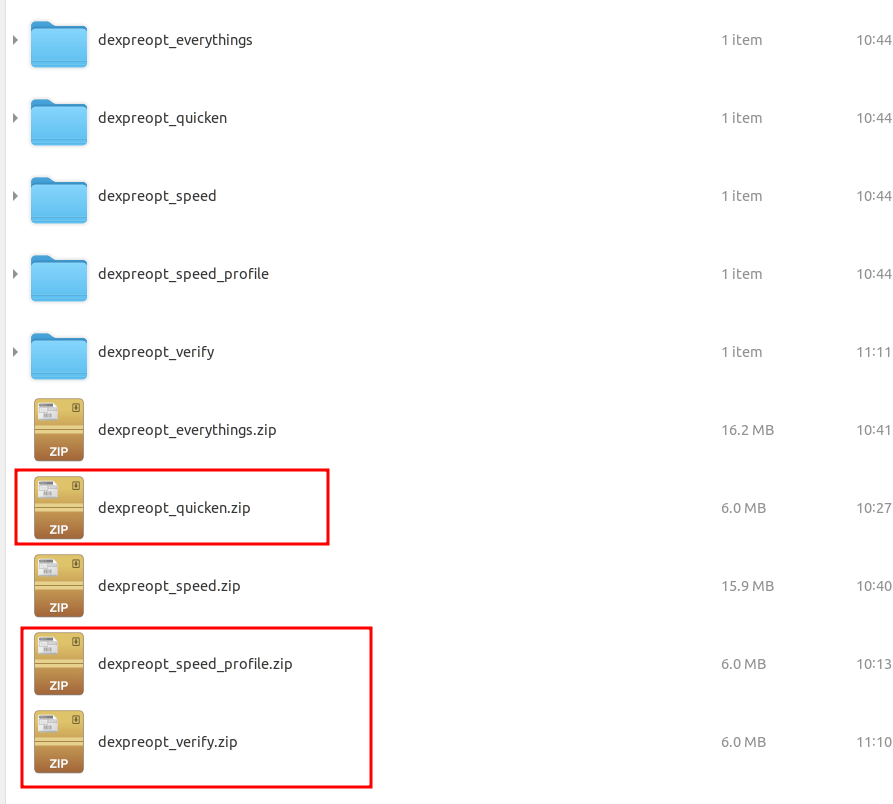 dexpreopt_everythings 1 item 10:44
dexpreopt_quicken 1 item 10:44
dexpreopt_speed 1 item 10:44
dexpreopt_speed_profile 1 item 10:44
dexpreopt_verify 1 item 11:11
ZIP dexpreopt_everythings.zip 16.2 MB 10:41
ZIP dexpreopt_quicken.zip 6.0 MB 10:27
ZIP dexpreopt_speed.zip 15.9 MB 10:40
ZIP dexpreopt_speed_profile.zip 6.0 MB 10:13
ZIP dexpreopt_verify.zip 6.0 MB 11:10